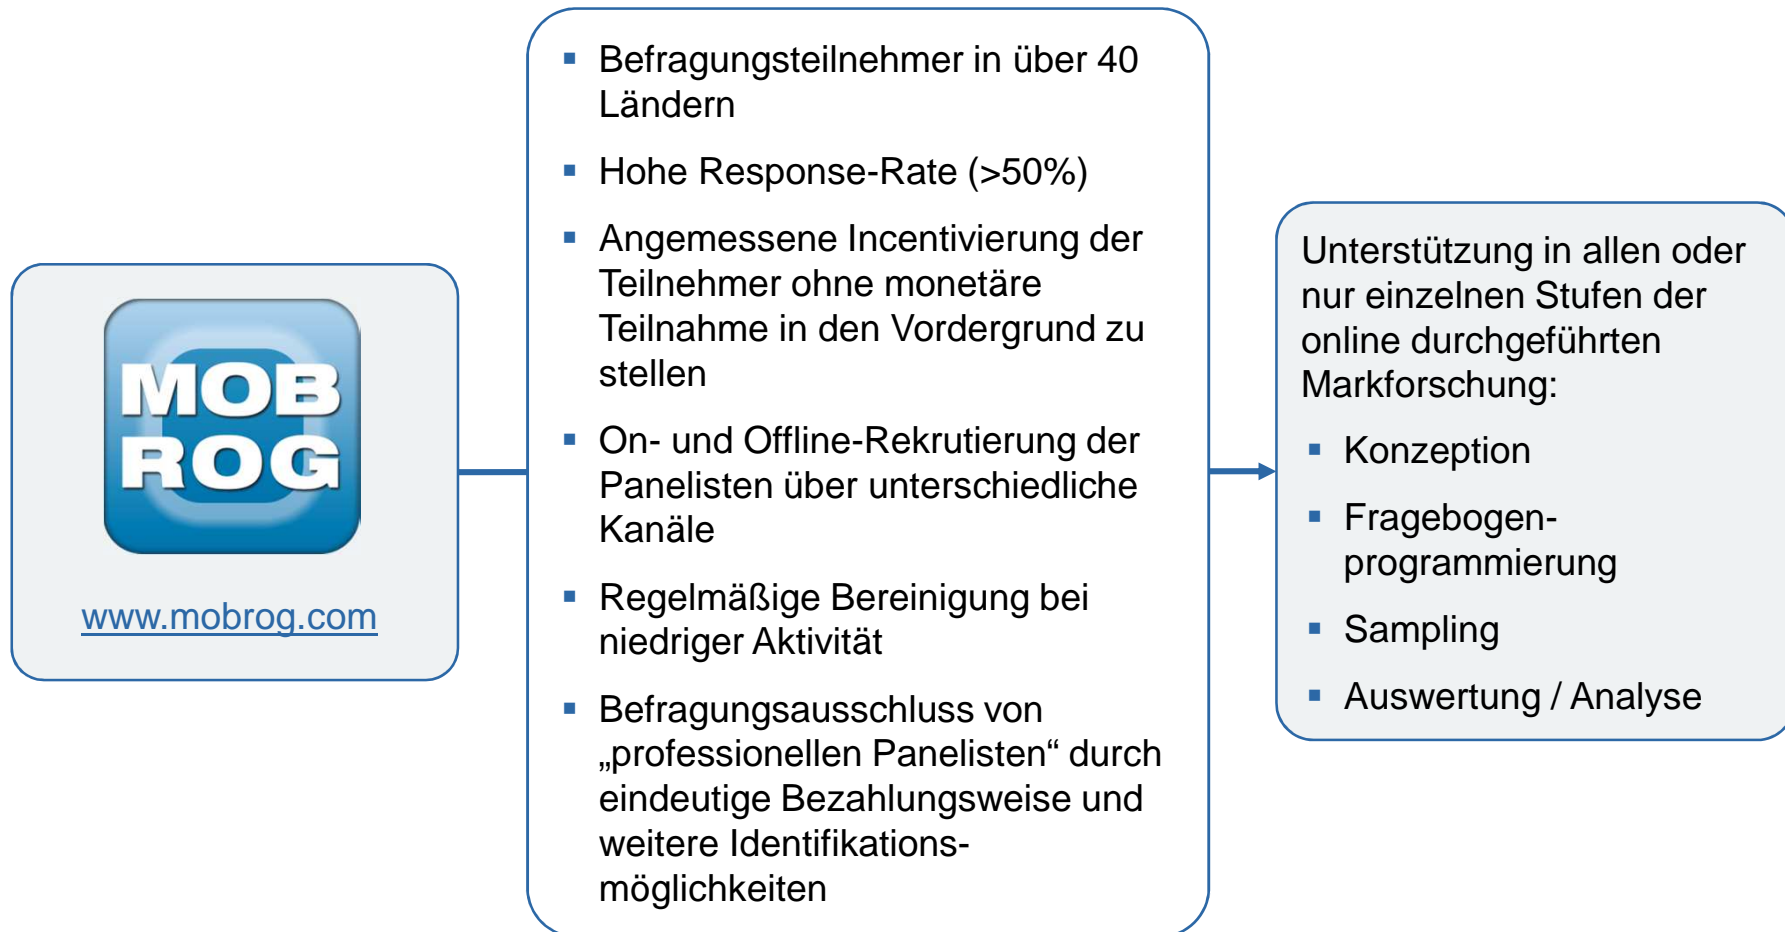 MOB
ROG
www.mobrog.com
▪ Befragungsteilnehmer in über 40
Ländern
▪ Hohe Response-Rate (>50%)
▪ Angemessene Incentivierung der
Teilnehmer ohne monetäre
Teilnahme in den Vordergrund zu
stellen
▪ On- und Offline-Rekrutierung der
Panelisten über unterschiedliche
Kanäle
▪ Regelmäßige Bereinigung bei
niedriger Aktivität
▪ Befragungsausschluss von
„professionellen Panelisten“ durch
eindeutige Bezahlungsweise und
weitere Identifikations-
möglichkeiten
Unterstützung in allen oder
nur einzelnen Stufen der
online durchgeführten
Markforschung:
▪ Konzeption
▪ Fragebogen-
programmierung
▪ Sampling
▪ Auswertung / Analyse